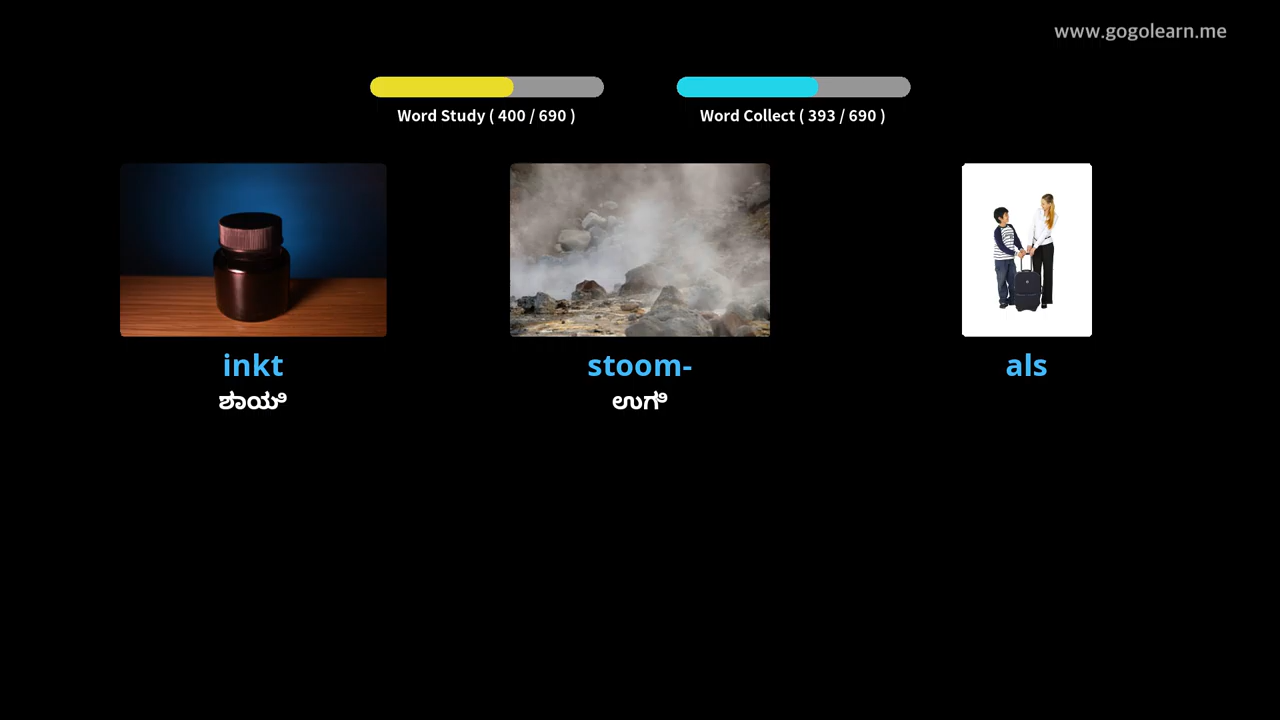 www.gogolearn.me
Word Study ( 400 / 690 )
Word Collect ( 393 / 690 )
inkt
stoom-
als
ಶಾಯಿ
ಉಗಿ